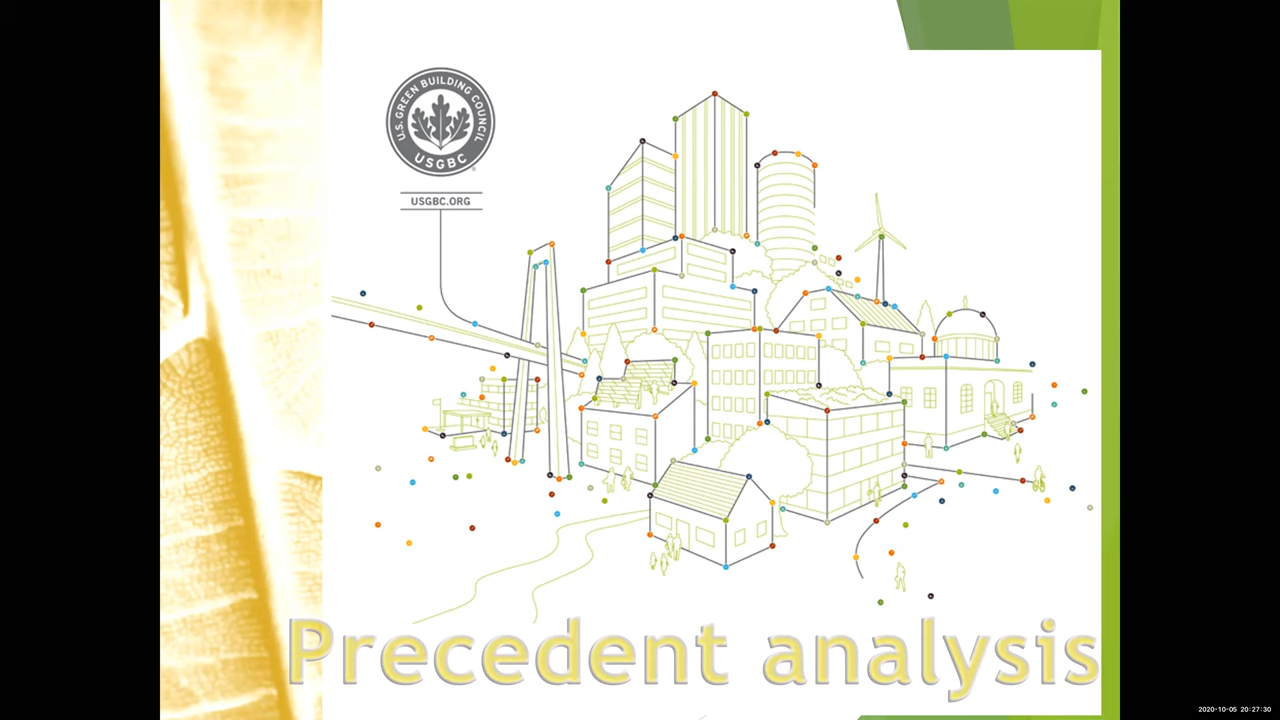 U.S. GREEN BUILDING COUNCIL
USGBC
USGBC.ORG
Precedent analysis
2020-10-05 20:27:30